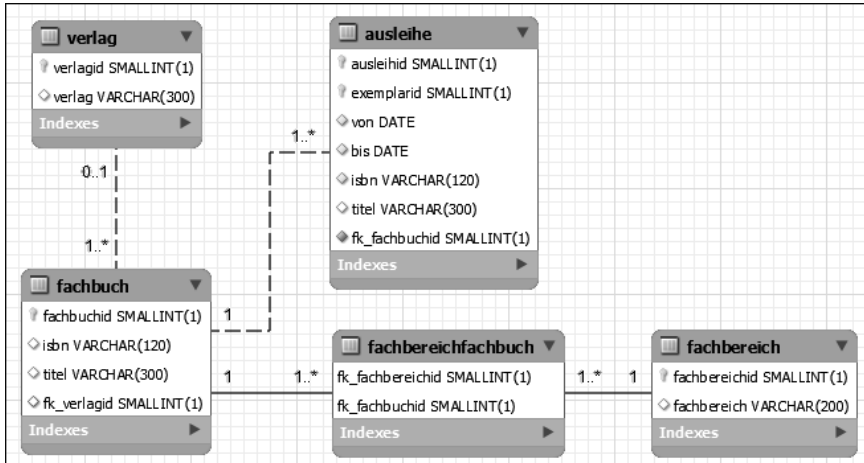 verlag
verlagid SMALLINT(1)
verlag VARCHAR(300)
Indexes
0..1
1..*
ausleihe
ausleihid SMALLINT(1)
exemplarid SMALLINT(1)
von DATE
bis DATE
isbn VARCHAR(120)
titel VARCHAR(300)
fk_fachbuchid SMALLINT(1)
Indexes
1..*
fachbuch
fachbuchid SMALLINT(1)
isbn VARCHAR(120)
titel VARCHAR(300)
fk_verlagid SMALLINT(1)
Indexes
1
1
1..*
fachbereichfachbuch
fk_fachbereichid SMALLINT(1)
fk_fachbuchid SMALLINT(1)
Indexes
1..*
1
fachbereich
fachbereichid SMALLINT(1)
fachbereich VARCHAR(200)
Indexes